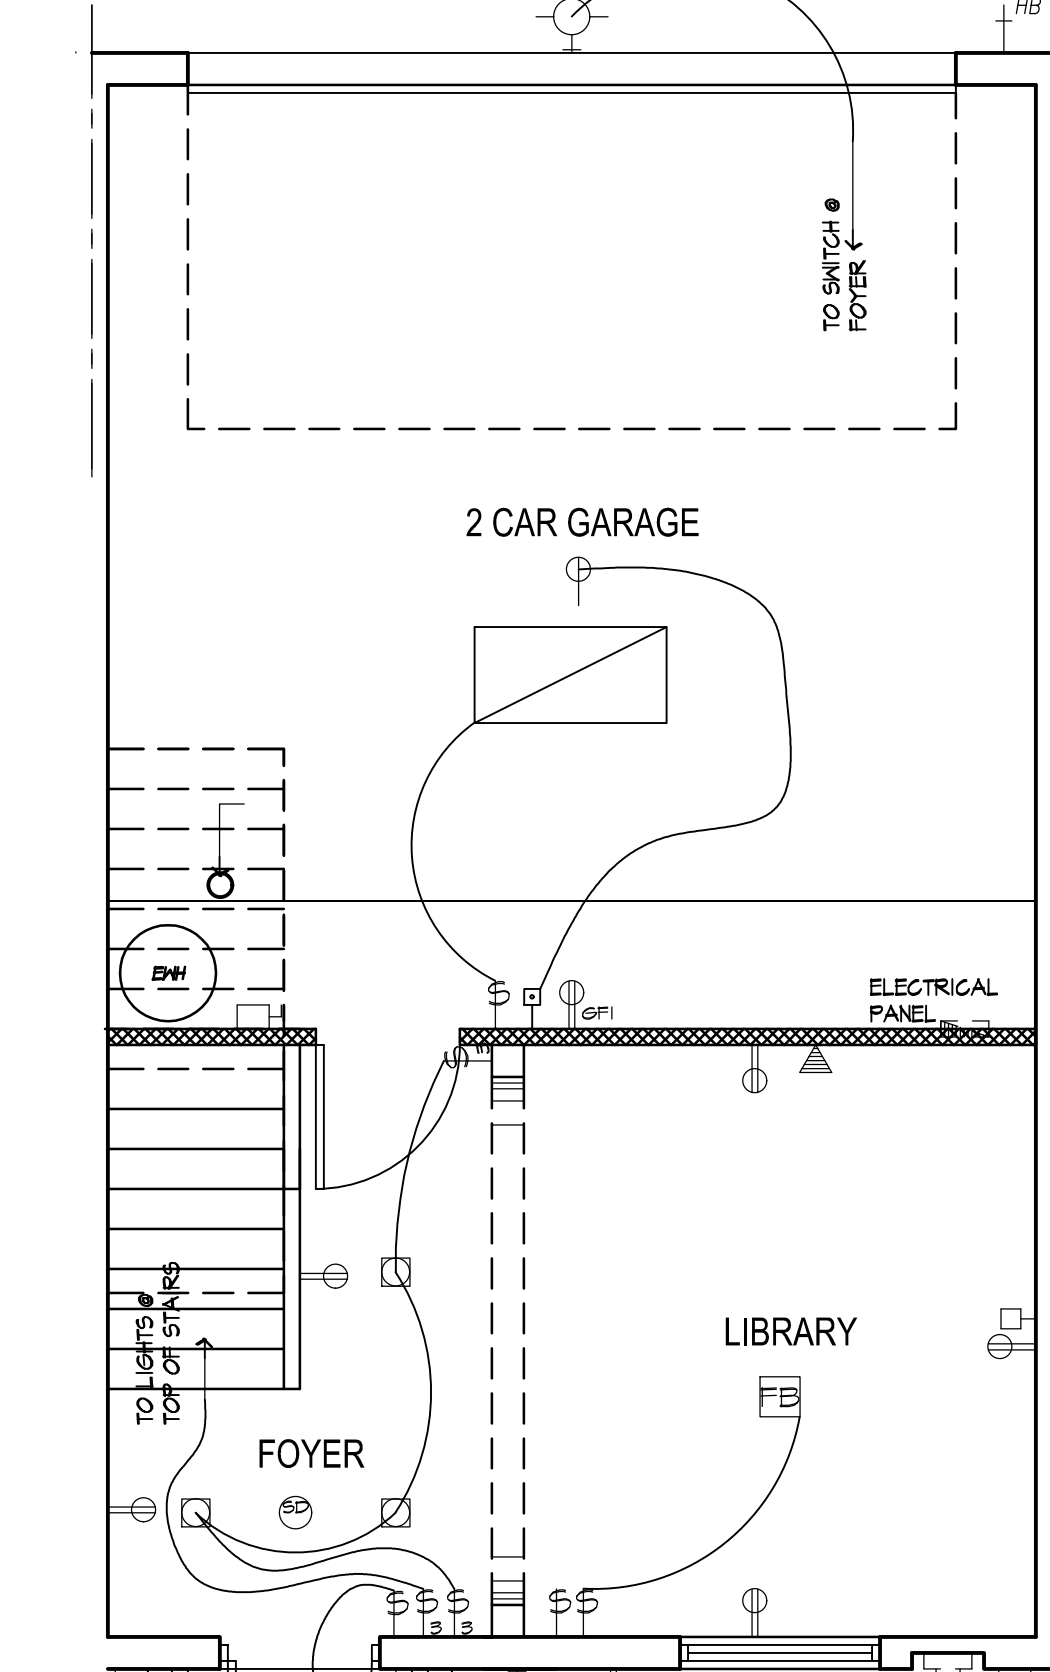 HB
TO SWITCH @
FOYER
2 CAR GARAGE
EWH
$
GFI
ELECTRICAL
PANEL
$ 3
TO LIGHTS @
TOP OF STAIRS
LIBRARY
FB
FOYER
SD
$ $ $ $ $
3 3